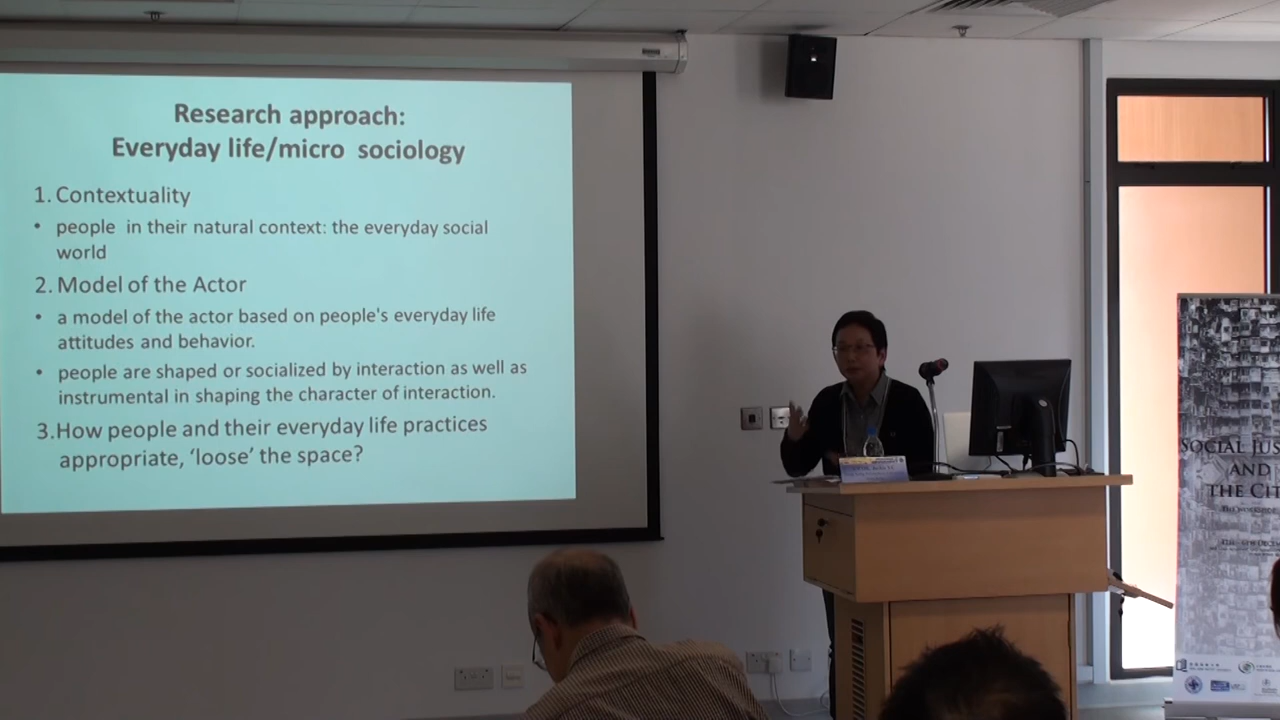 Research approach:
Everyday life/micro sociology
1. Contextuality
• people in their natural context: the everyday social
world
2. Model of the Actor
• a model of the actor based on people's everyday life
attitudes and behavior.
• people are shaped or socialized by interaction as well as
instrumental in shaping the character of interaction.
3.How people and their everyday life practices
appropriate, ‘loose’ the space?
SOCIAL JUS
AND
THE CIT